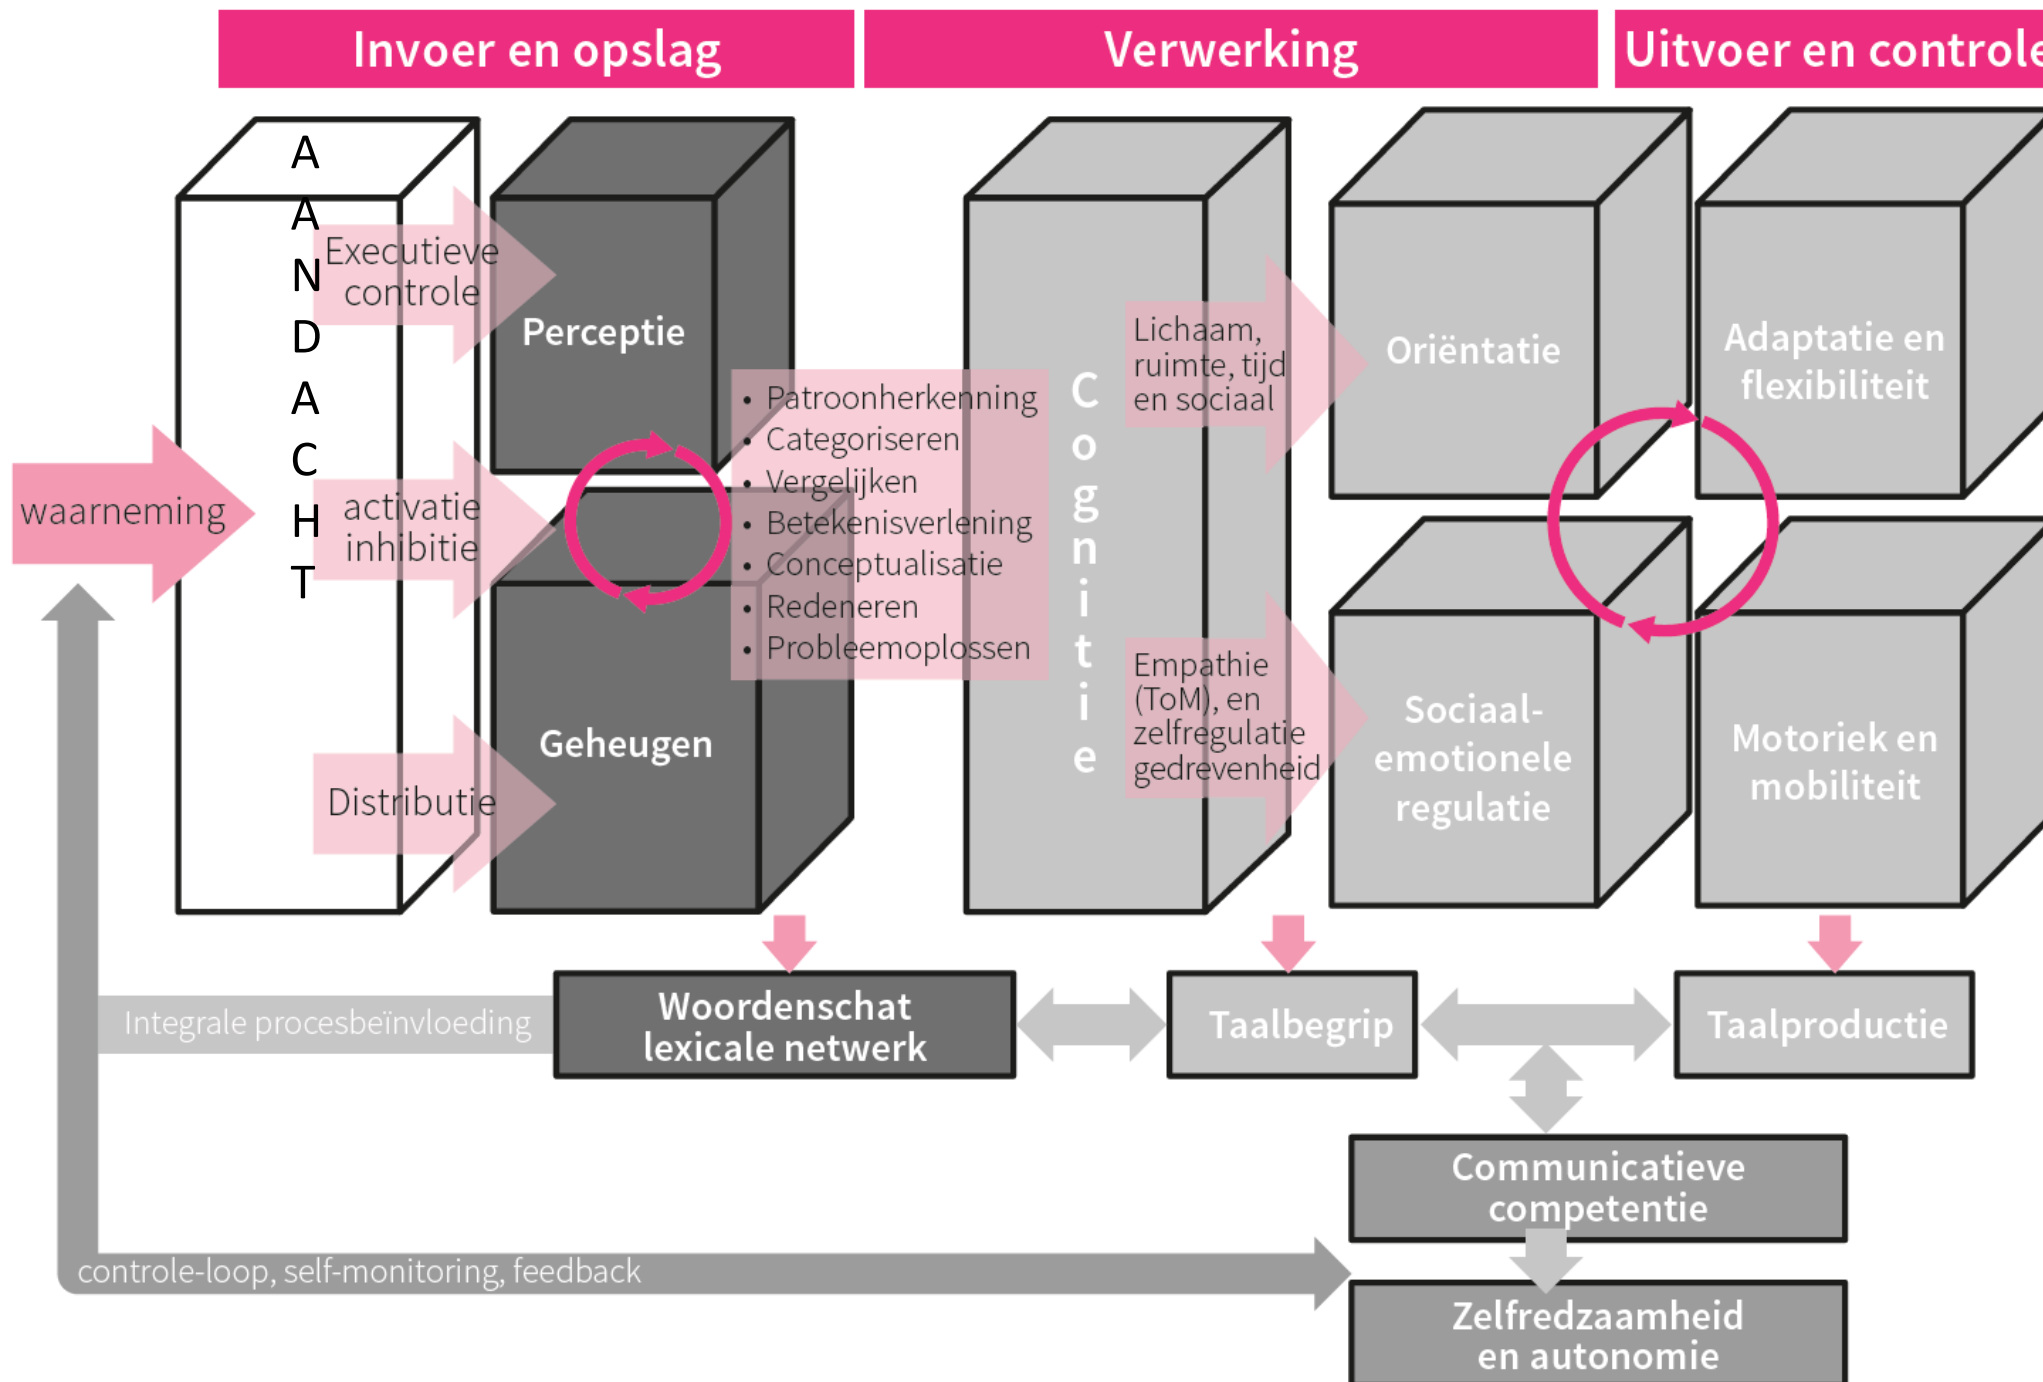 Invoer en opslag
Verwerking
Uitvoer en controle
AANDACHT
waarneming
Executieve
controle
activatie
inhibitie
Distributie
Perceptie
Geheugen
• Patroonherkenning
• Categoriseren
• Vergelijken
• Betekenisverlening
• Conceptualisatie
• Redeneren
• Probleemoplossen
Cognitie
Lichaam,
ruimte, tijd
en sociaal
Empathie
(ToM), en
zelfregulatie
gedrevenheid
Oriëntatie
Sociaal-
emotionele
regulatie
Adaptatie en
flexibiliteit
Motoriek en
mobiliteit
Integrale procesbeïnvloeding
Woordenschat
lexicale netwerk
Taalbegrip
Taalproductie
Communicatieve
competentie
controle-loop, self-monitoring, feedback
Zelfredzaamheid
en autonomie